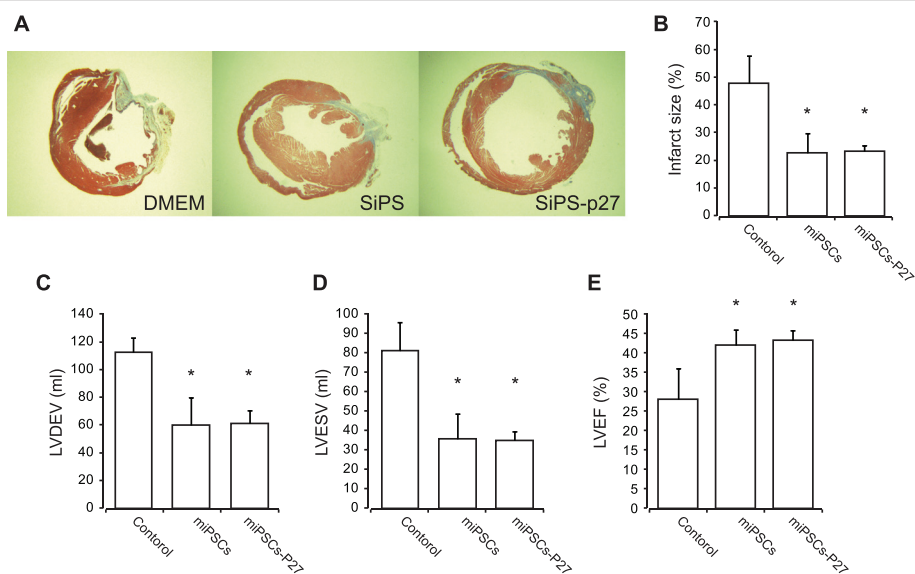 A
DMEM
SiPS
SiPS-p27
B
Infarct size (%)
70
60
50
40
30
20
10
0
*
*
Contorol
miPSCs
miPSCs-P27
C
LVDEV (ml)
140
120
100
80
60
40
20
0
*
*
Contorol
miPSCs
miPSCs-P27
D
LVESV (ml)
100
90
80
70
60
50
40
30
20
10
0
*
*
Contorol
miPSCs
miPSCs-P27
E
LVEF (%)
50
45
40
35
30
25
20
15
10
5
0
*
*
Contorol
miPSCs
miPSCs-P27